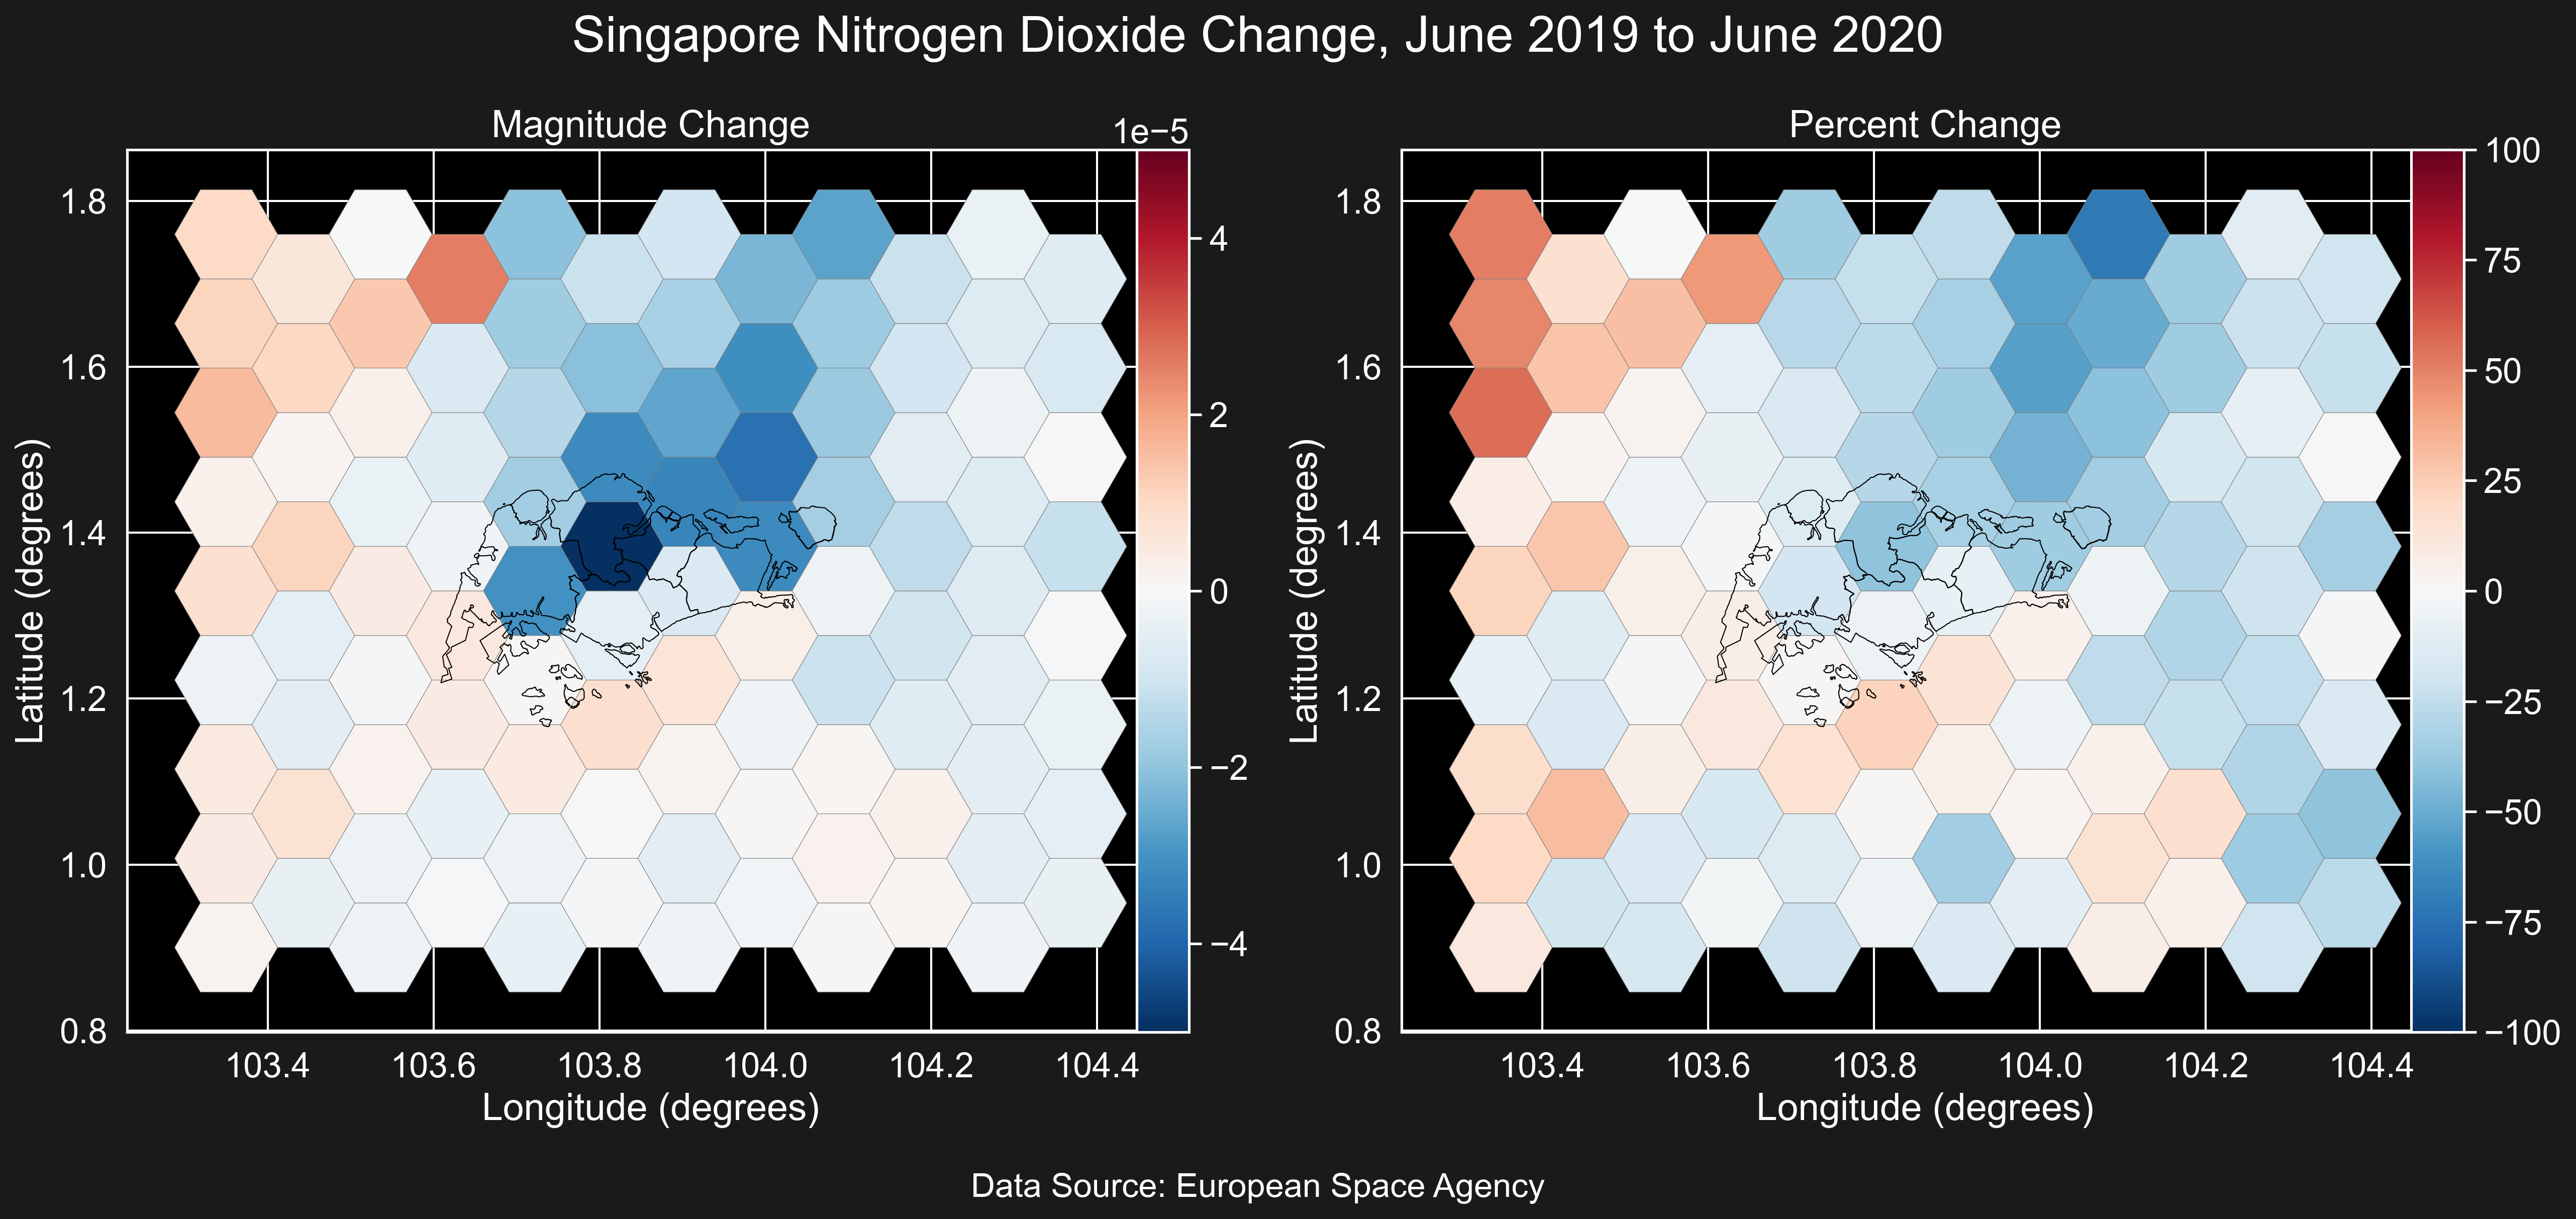 Singapore Nitrogen Dioxide Change, June 2019 to June 2020
Magnitude Change
1e−5
Latitude (degrees)
1.8
1.6
1.4
1.2
1.0
0.8
103.4 103.6 103.8 104.0 104.2 104.4
Longitude (degrees)
4
2
0
−2
−4
Percent Change
Latitude (degrees)
1.8
1.6
1.4
1.2
1.0
0.8
103.4 103.6 103.8 104.0 104.2 104.4
Longitude (degrees)
100
75
50
25
0
−25
−50
−75
−100
Data Source: European Space Agency